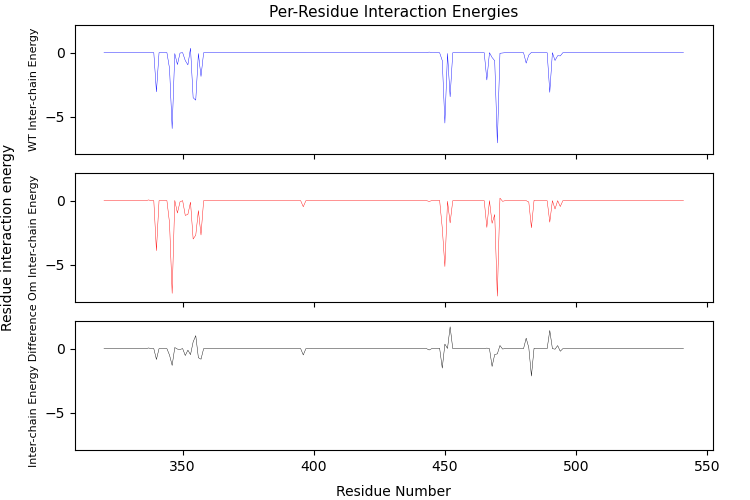 Per-Residue Interaction Energies
Residue interaction energy
WT Inter-chain Energy
0
−5
Om Inter-chain Energy
0
−5
Inter-chain Energy Difference
0
−5
350
400
450
500
550
Residue Number